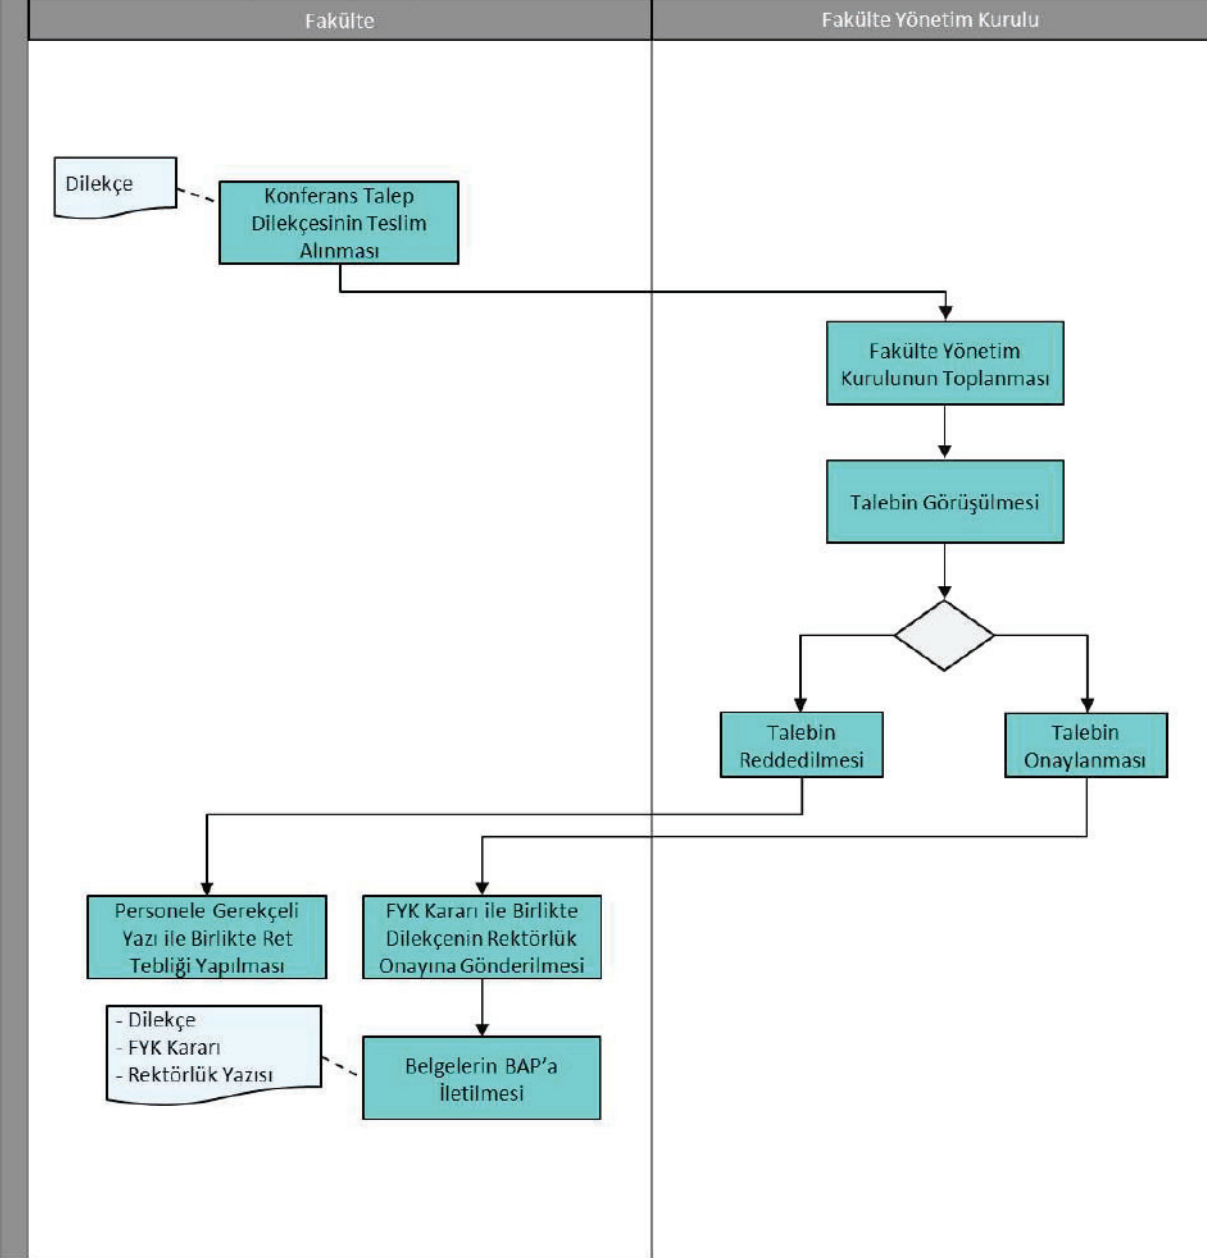 Fakülte
Fakülte Yönetim Kurulu
Dilekçe
Konferans Talep
Dilekçesinin Teslim
Alınması
Fakülte Yönetim
Kurulunun Toplanması
Talebin Görüşülmesi
Talebin
Reddedilmesi
Talebin
Onaylanması
Personele Gerekçeli
Yazı ile Birlikte Ret
Tebliği Yapılması
FYK Kararı ile Birlikte
Dilekçenin Rektörlük
Onayına Gönderilmesi
- Dilekçe
- FYK Kararı
- Rektörlük Yazısı
Belgelerin BAP’a
İletilmesi